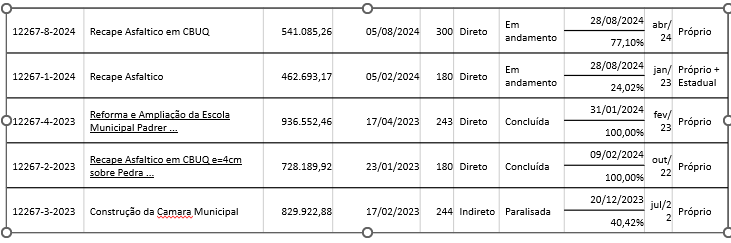 12267-8-2024 Recape Asfaltico em CBUQ 541.085,26 05/08/2024 300 Direto Em andamento 28/08/2024 77,10% abr/24 Próprio
12267-1-2024 Recape Asfaltico 462.693,17 05/02/2024 180 Direto Em andamento 28/08/2024 24,02% jan/23 Próprio + Estadual
12267-4-2023 Reforma e Ampliação da Escola Municipal Padrer ... 936.552,46 17/04/2023 243 Direto Concluída 31/01/2024 100,00% fev/23 Próprio
12267-2-2023 Recape Asfaltico em CBUQ e=4cm sobre Pedra ... 728.189,92 23/01/2023 180 Direto Concluída 09/02/2024 100,00% out/22 Próprio
12267-3-2023 Construção da Camara Municipal 829.922,88 17/02/2023 244 Indireto Paralisada 20/12/2023 40,42% jul/22 Próprio